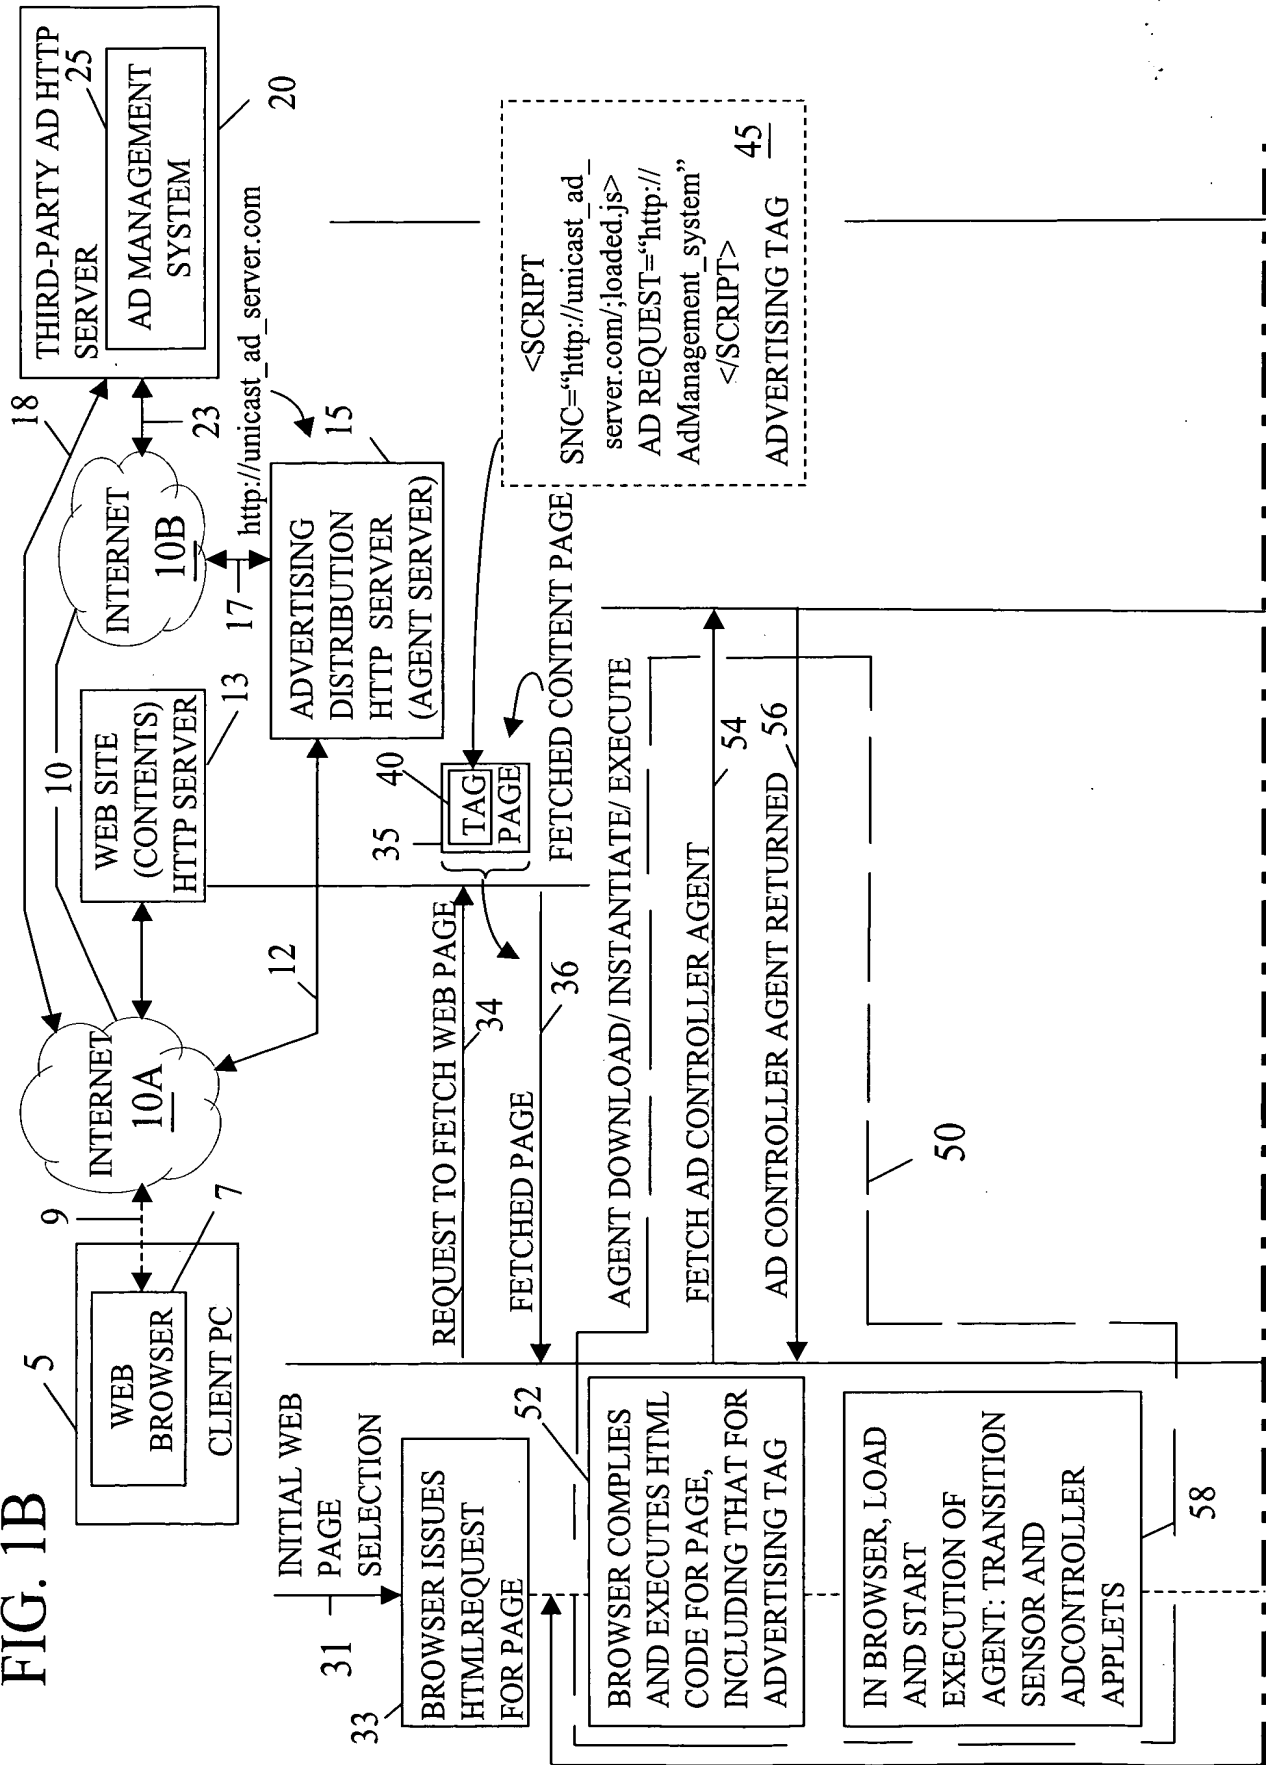 FIG. 1B
5
WEB
BROWSER
CLIENT PC
7
9
INTERNET
10A
10
WEB SITE
(CONTENTS)
HTTP SERVER
13
INTERNET
10B
18
23
THIRD-PARTY AD HTTP
SERVER
25
AD MANAGEMENT
SYSTEM
20
12
17
http://unicast_ad_server.com
15
ADVERTISING
DISTRIBUTION
HTTP SERVER
(AGENT SERVER)
INITIAL WEB
PAGE
SELECTION
31
33
BROWSER ISSUES
HTMLREQUEST
FOR PAGE
REQUEST TO FETCH WEB PAGE
34
35
40
TAG
PAGE
FETCHED CONTENT PAGE
FETCHED PAGE
36
<SCRIPT
SNC=“http://unicast_ad_
server.com/;loaded.js>
AD REQUEST=“http://
AdManagement_system”
</SCRIPT>
45
ADVERTISING TAG
52
BROWSER COMPLIES
AND EXECUTES HTML
CODE FOR PAGE,
INCLUDING THAT FOR
ADVERTISING TAG
AGENT DOWNLOAD/ INSTANTIATE/ EXECUTE
FETCH AD CONTROLLER AGENT
54
AD CONTROLLER AGENT RETURNED
56
50
IN BROWSER, LOAD
AND START
EXECUTION OF
AGENT: TRANSITION
SENSOR AND
ADCONTROLLER
APPLETS
58